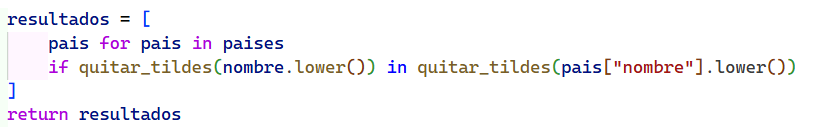 resultados = [
    pais for pais in paises
    if quitar_tildes(nombre.lower()) in quitar_tildes(pais["nombre"].lower())
]
return resultados